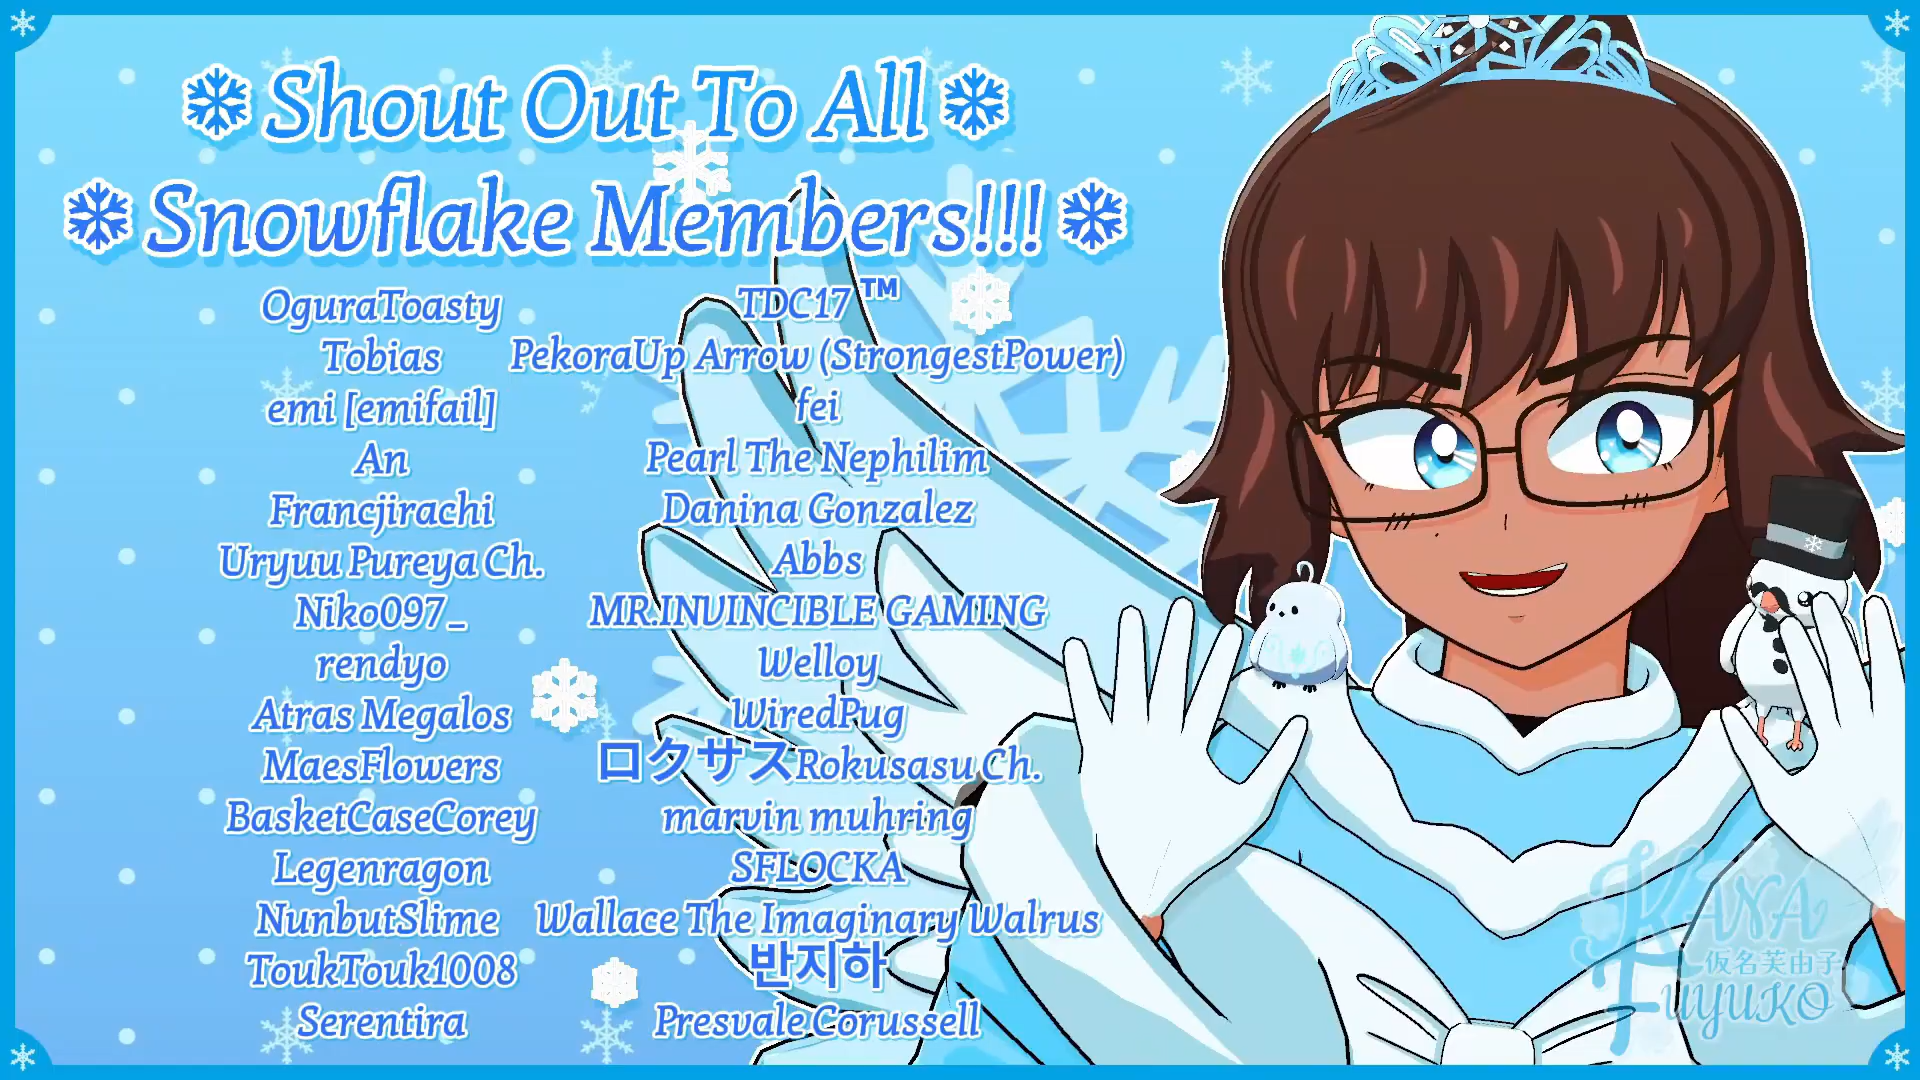 Shout Out To All
Snowflake Members!!!
OguraToasty
Tobias
emi [emifail]
An
Francjirachi
Uryuu Pureya Ch.
Niko097_
rendyo
Atras Megalos
MaesFlowers
BasketCaseCorey
Legenragon
NunbutSlime
ToukTouk1008
Serentira
TDC17™
PekoraUp Arrow (StrongestPower)
fei
Pearl The Nephilim
Danina Gonzalez
Abbs
MR.INVINCIBLE GAMING
Welloy
WiredPug
ロクサスRokusasu Ch.
marvin muhring
SFLOCKA
Wallace The Imaginary Walrus
반지하
Presvale Corussell
KANA
仮名芙由子
FUYUKO